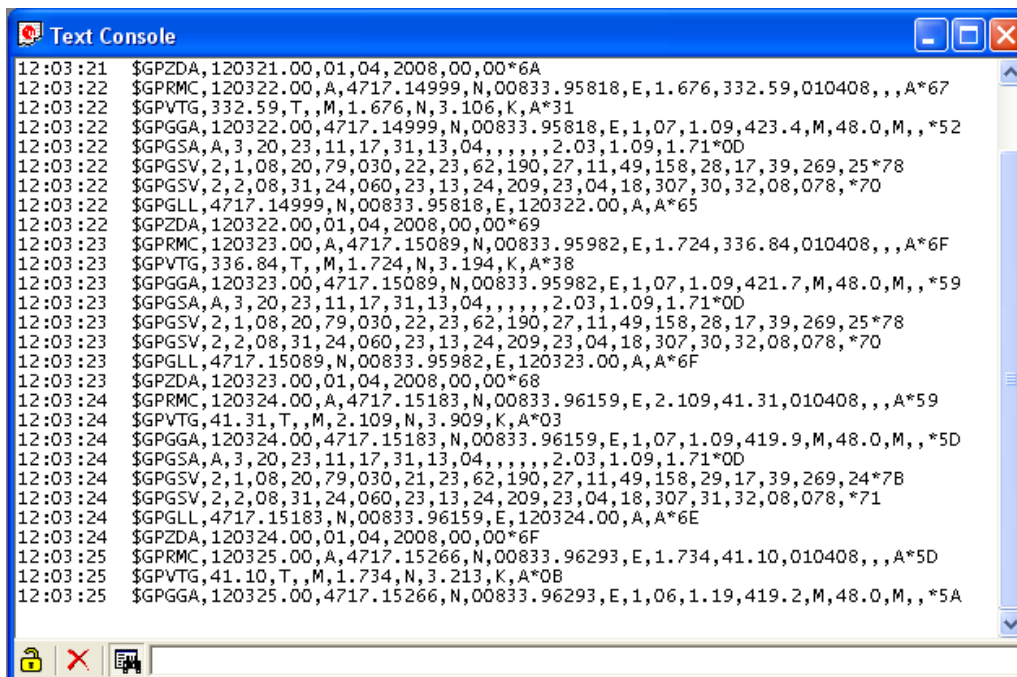 Text Console
12:03:21 $GPZDA,120321.00,01,04,2008,00,00*6A
12:03:22 $GPRMC,120322.00,A,4717.14999,N,00833.95818,E,1.676,332.59,010408,,,A*67
12:03:22 $GPVTG,332.59,T,,M,1.676,N,3.106,K,A*31
12:03:22 $GPGGA,120322.00,4717.14999,N,00833.95818,E,1,07,1.09,423.4,M,48.0,M,,*52
12:03:22 $GPGSA,A,3,20,23,11,17,31,13,04,,,,,,2.03,1.09,1.71*0D
12:03:22 $GPGSV,2,1,08,20,79,030,22,23,62,190,27,11,49,158,28,17,39,269,25*78
12:03:22 $GPGSV,2,2,08,31,24,060,23,13,24,209,23,04,18,307,30,32,08,078,*70
12:03:22 $GPGLL,4717.14999,N,00833.95818,E,120322.00,A,A*65
12:03:22 $GPZDA,120322.00,01,04,2008,00,00*69
12:03:23 $GPRMC,120323.00,A,4717.15089,N,00833.95982,E,1.724,336.84,010408,,,A*6F
12:03:23 $GPVTG,336.84,T,,M,1.724,N,3.194,K,A*38
12:03:23 $GPGGA,120323.00,4717.15089,N,00833.95982,E,1,07,1.09,421.7,M,48.0,M,,*59
12:03:23 $GPGSA,A,3,20,23,11,17,31,13,04,,,,,,2.03,1.09,1.71*0D
12:03:23 $GPGSV,2,1,08,20,79,030,22,23,62,190,27,11,49,158,28,17,39,269,25*78
12:03:23 $GPGSV,2,2,08,31,24,060,23,13,24,209,23,04,18,307,30,32,08,078,*70
12:03:23 $GPGLL,4717.15089,N,00833.95982,E,120323.00,A,A*6F
12:03:23 $GPZDA,120323.00,01,04,2008,00,00*68
12:03:24 $GPRMC,120324.00,A,4717.15183,N,00833.96159,E,2.109,41.31,010408,,,A*59
12:03:24 $GPVTG,41.31,T,,M,2.109,N,3.909,K,A*03
12:03:24 $GPGGA,120324.00,4717.15183,N,00833.96159,E,1,07,1.09,419.9,M,48.0,M,,*5D
12:03:24 $GPGSA,A,3,20,23,11,17,31,13,04,,,,,,2.03,1.09,1.71*0D
12:03:24 $GPGSV,2,1,08,20,79,030,21,23,62,190,27,11,49,158,29,17,39,269,24*7B
12:03:24 $GPGSV,2,2,08,31,24,060,23,13,24,209,23,04,18,307,31,32,08,078,*71
12:03:24 $GPGLL,4717.15183,N,00833.96159,E,120324.00,A,A*6E
12:03:24 $GPZDA,120324.00,01,04,2008,00,00*6F
12:03:25 $GPRMC,120325.00,A,4717.15266,N,00833.96293,E,1.734,41.10,010408,,,A*5D
12:03:25 $GPVTG,41.10,T,,M,1.734,N,3.213,K,A*0B
12:03:25 $GPGGA,120325.00,4717.15266,N,00833.96293,E,1,06,1.19,419.2,M,48.0,M,,*5A